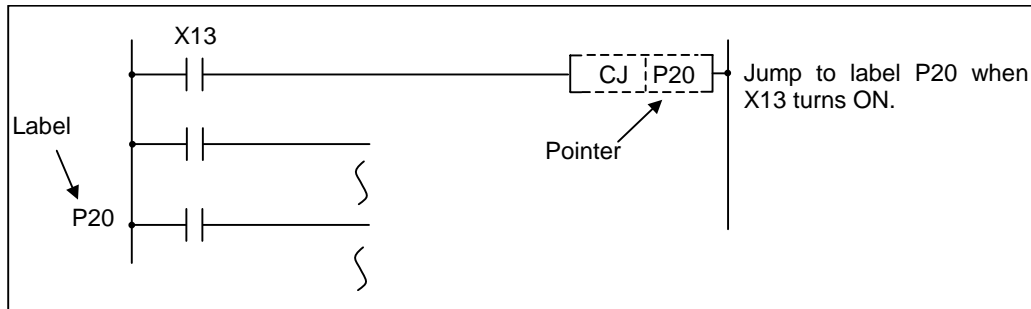 X13
CJ P20
Jump to label P20 when
X13 turns ON.
Label
Pointer
P20